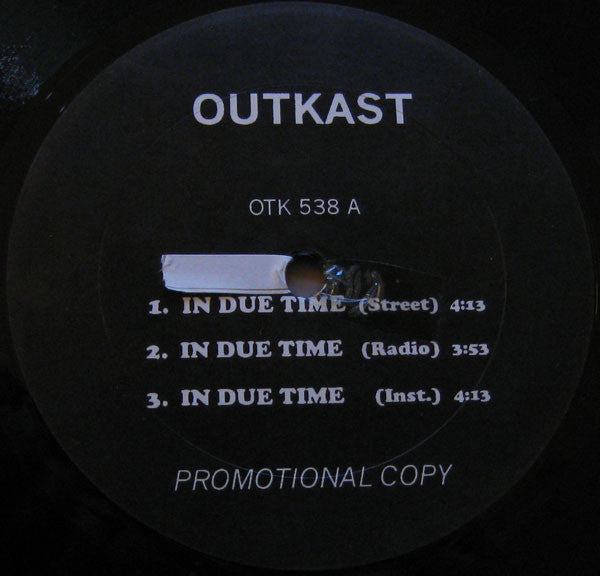 OUTKAST
OTK 538 A
1. IN DUE TIME (Street) 4:13
2. IN DUE TIME (Radio) 3:53
3. IN DUE TIME (Inst.) 4:13
PROMOTIONAL COPY